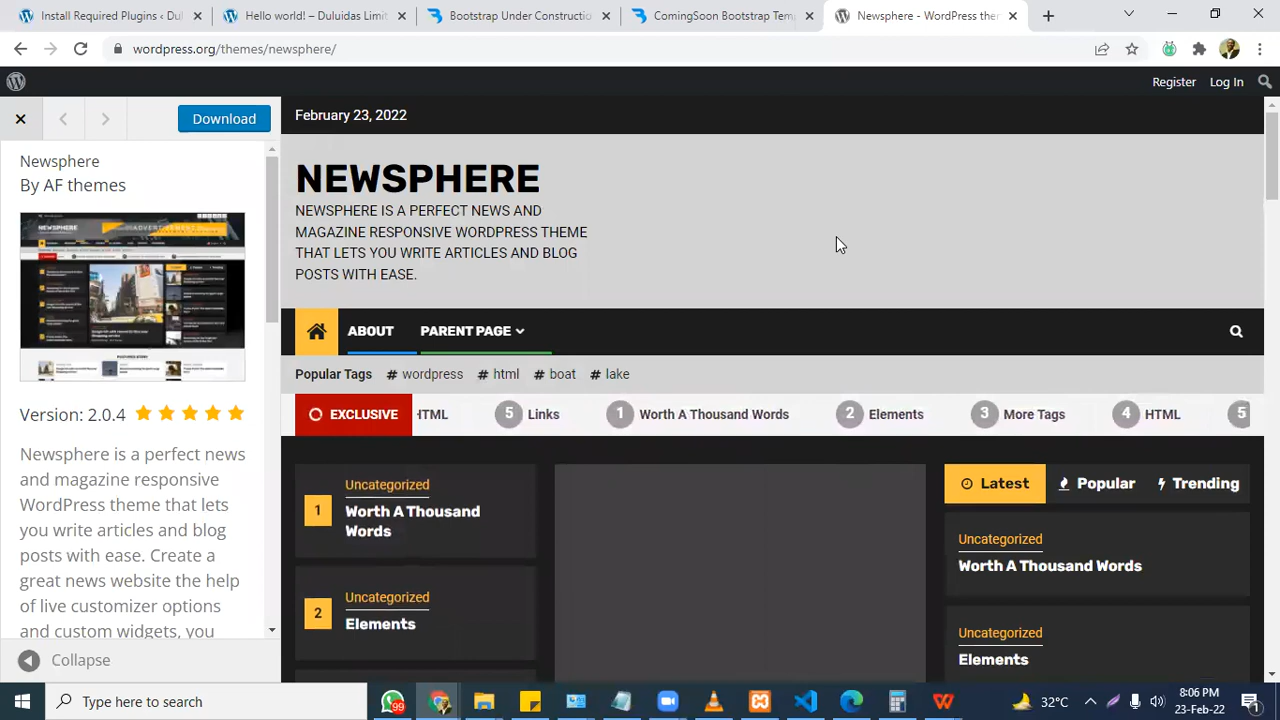 Install Required Plugins ‹ Dul
Hello world! – Duluidas Limit
Bootstrap Under Constructio
ComingSoon Bootstrap Temp
Newsphere - WordPress them
wordpress.org/themes/newsphere/
Register
Log In
Download
Newsphere
By AF themes
Version: 2.0.4
Newsphere is a perfect news
and magazine responsive
WordPress theme that lets
you write articles and blog
posts with ease. Create a
great news website the help
of live customizer options
and custom widgets, you
Collapse
February 23, 2022
NEWSPHERE
NEWSPHERE IS A PERFECT NEWS AND
MAGAZINE RESPONSIVE WORDPRESS THEME
THAT LETS YOU WRITE ARTICLES AND BLOG
POSTS WITH EASE.
ABOUT
PARENT PAGE
Popular Tags # wordpress # html # boat # lake
EXCLUSIVE HTML 5 Links 1 Worth A Thousand Words 2 Elements 3 More Tags 4 HTML 5
Uncategorized
1
Worth A Thousand
Words
Uncategorized
2
Elements
Latest Popular Trending
Uncategorized
Worth A Thousand Words
Uncategorized
Elements
Type here to search
99
32°C
8:06 PM
23-Feb-22
1